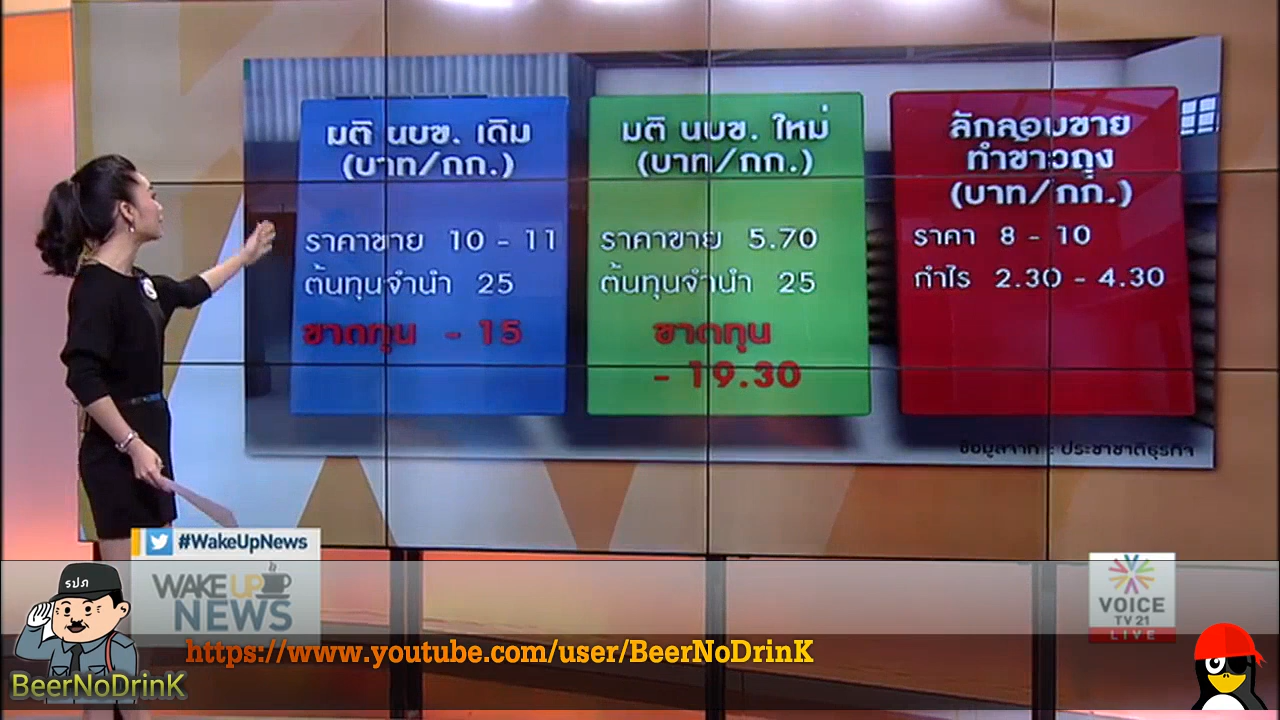 มติ นบข. เดิม
(บาท/กก.)
ราคาขาย 10 - 11
ต้นทุนจำนำ 25
ขาดทุน - 15
มติ นบข. ใหม่
(บาท/กก.)
ราคาขาย 5.70
ต้นทุนจำนำ 25
ขาดทุน
- 19.30
ลักลอบขาย
ทำข้าวถุง
(บาท/กก.)
ราคา 8 - 10
กำไร 2.30 - 4.30
ข้อมูลจาก : ประชาชาติธุรกิจ
#WakeUpNews
WAKE UP
NEWS
VOICE
TV 21
LIVE
รปภ
https://www.youtube.com/user/BeerNoDrinK
BeerNoDrinK